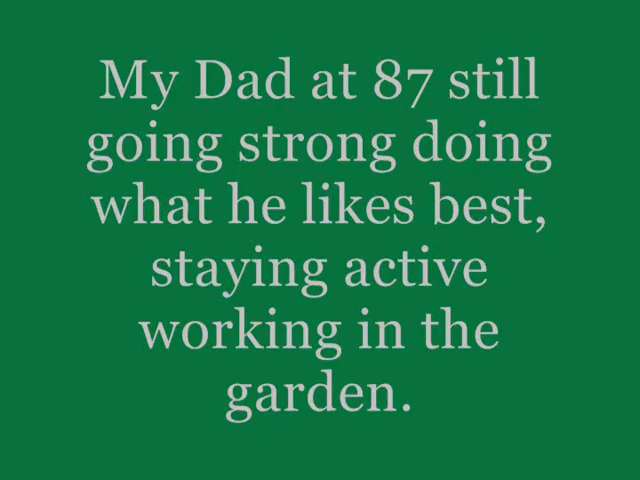 My Dad at 87 still
going strong doing
what he likes best,
staying active
working in the
garden.